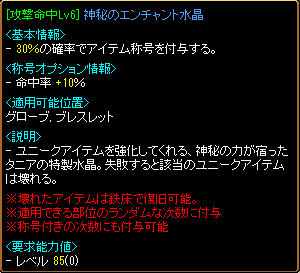 [攻撃命中Lv6] 神秘のエンチャント水晶
<基本情報>
- 30%の確率でアイテム称号を付与する。
<称号オプション情報>
- 命中率 +10%
<適用可能位置>
グローブ, ブレスレット
<説明>
- ユニークアイテムを強化してくれる、神秘の力が宿った
タニアの特製水晶。失敗すると該当のユニークアイテム
は壊れる。
※壊れたアイテムは鉄床で復旧可能。
※適用できる部位のランダムな次数に付与
※称号付きの次数にも付与可能
<要求能力値>
- レベル 85(0)